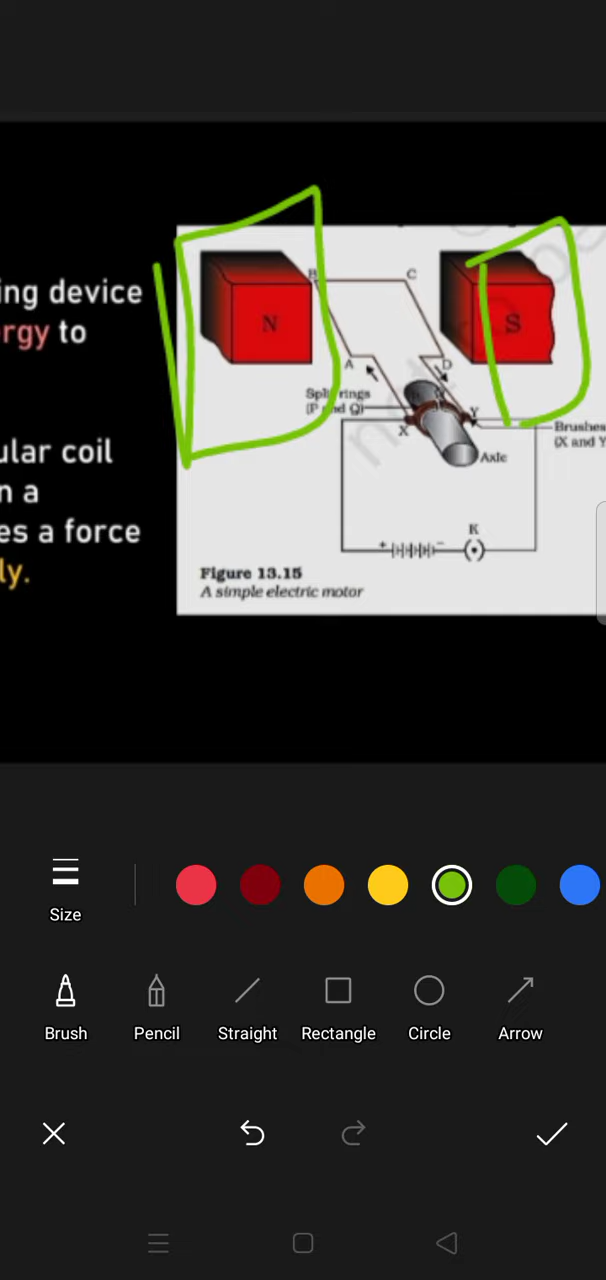 ing device
rgy to
ular coil
n a
es a force
ly.
N
S
B
C
A
D
Split rings
(P and Q)
X
Y
Brushes
(X and Y
Axle
K
+
−
Figure 13.15
A simple electric motor
Size
Brush
Pencil
Straight
Rectangle
Circle
Arrow